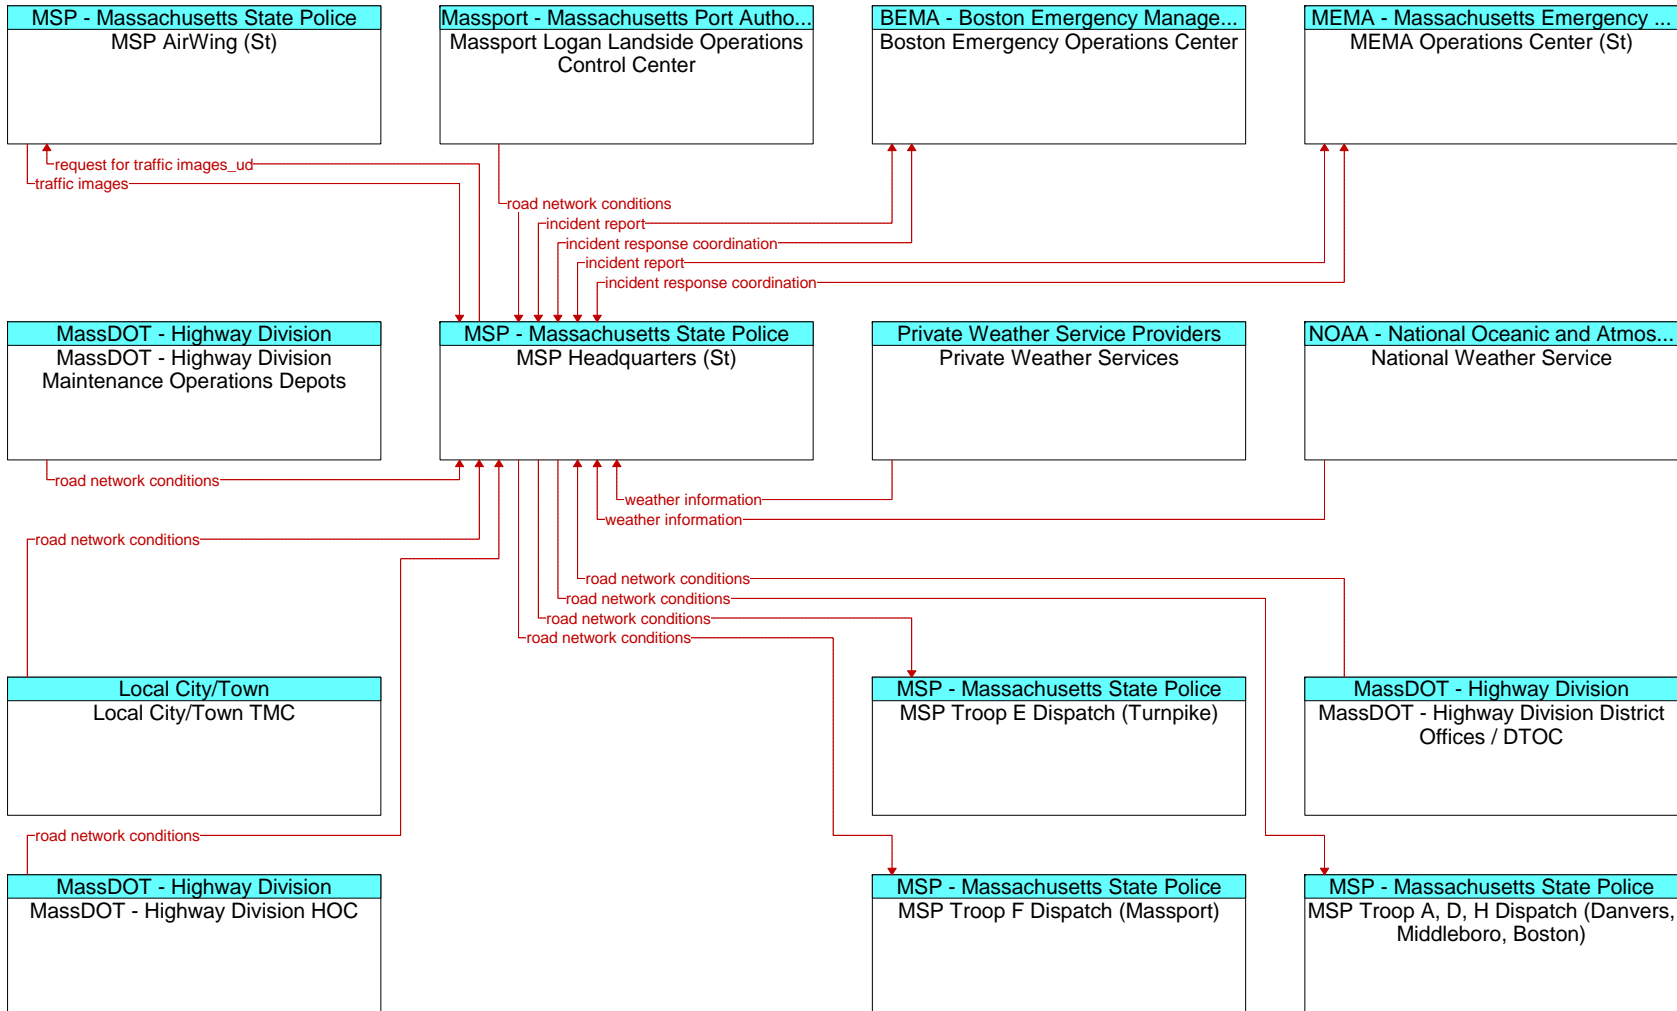 MSP - Massachusetts State Police
MSP AirWing (St)
Massport - Massachusetts Port Autho...
Massport Logan Landside Operations
Control Center
BEMA - Boston Emergency Manage...
Boston Emergency Operations Center
MEMA - Massachusetts Emergency ...
MEMA Operations Center (St)
request for traffic images_ud
traffic images
road network conditions
incident report
incident response coordination
incident report
incident response coordination
MassDOT - Highway Division
MassDOT - Highway Division
Maintenance Operations Depots
MSP - Massachusetts State Police
MSP Headquarters (St)
Private Weather Service Providers
Private Weather Services
NOAA - National Oceanic and Atmos...
National Weather Service
road network conditions
weather information
weather information
road network conditions
road network conditions
road network conditions
road network conditions
road network conditions
Local City/Town
Local City/Town TMC
MSP - Massachusetts State Police
MSP Troop E Dispatch (Turnpike)
MassDOT - Highway Division
MassDOT - Highway Division District
Offices / DTOC
road network conditions
MassDOT - Highway Division
MassDOT - Highway Division HOC
MSP - Massachusetts State Police
MSP Troop F Dispatch (Massport)
MSP - Massachusetts State Police
MSP Troop A, D, H Dispatch (Danvers,
Middleboro, Boston)